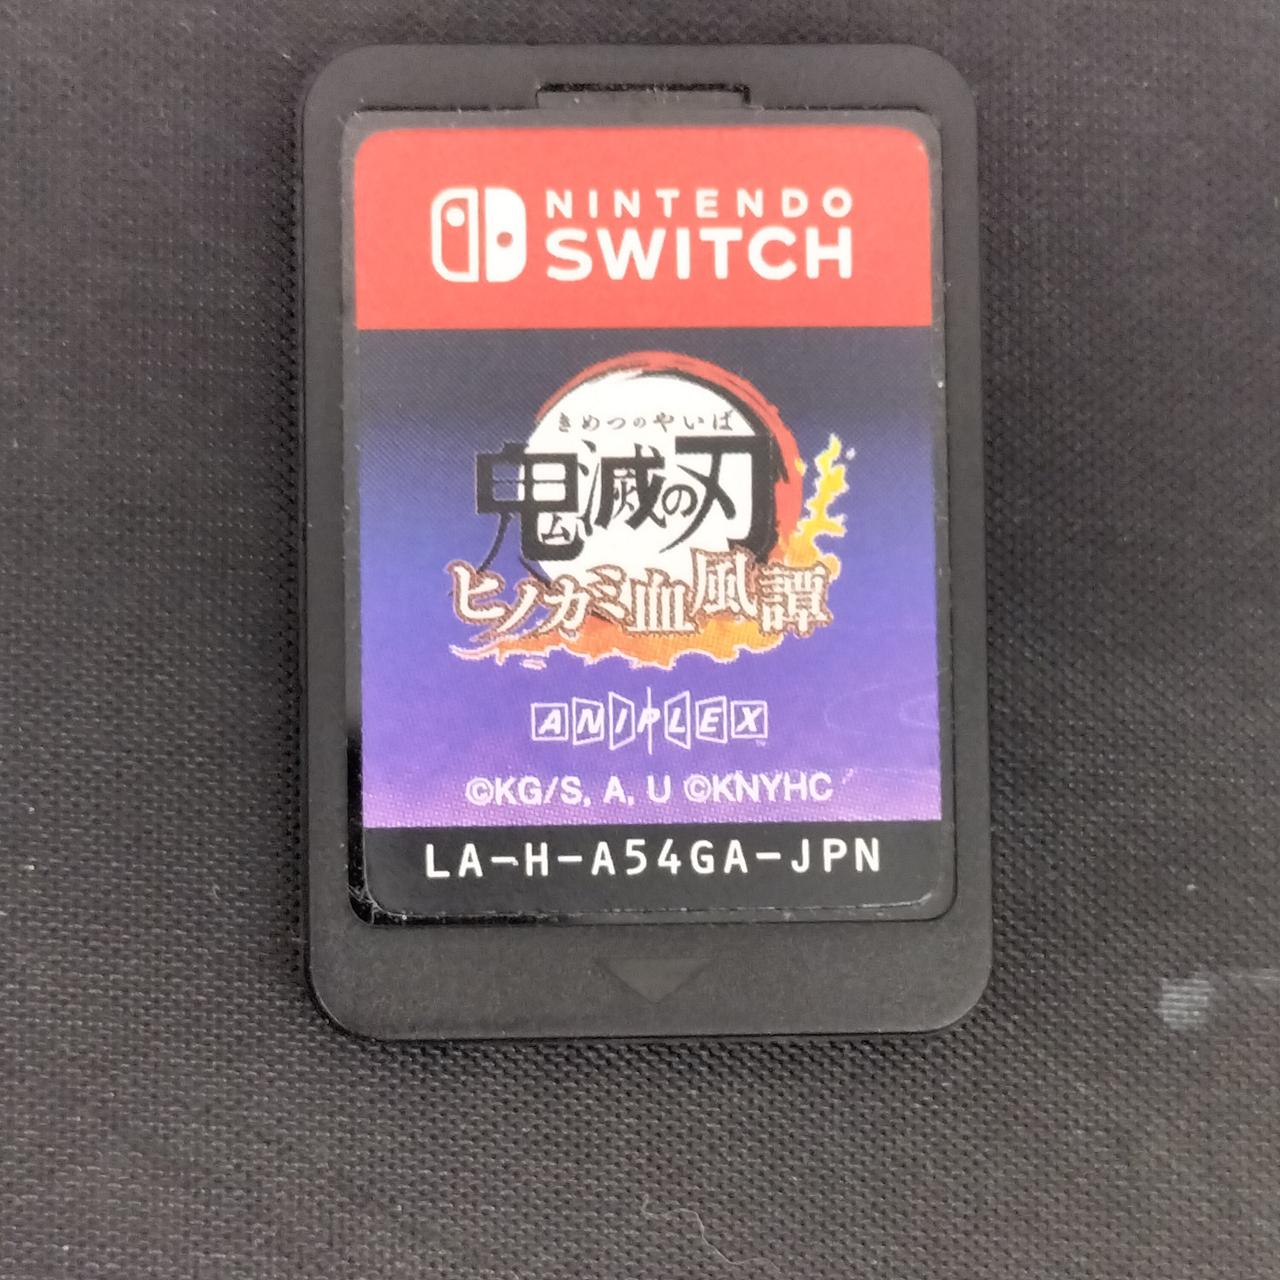 NINTENDO
SWITCH
きめつのやいば
鬼滅の刃
ヒノカミ血風譚
ANIPLEX
TM
©KG/S, A, U ©KNYHC
LA-H-A54GA-JPN